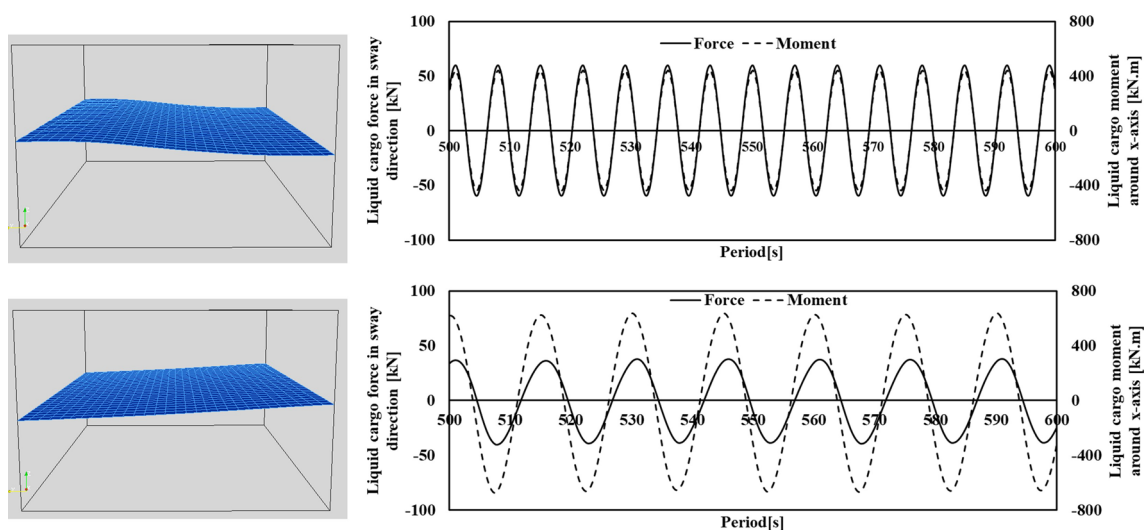 100
50
0
-50
-100
Liquid cargo force in sway
direction [kN]
Force Moment
500 510 520 530 540 550 560 570 580 590 600
Period[s]
800
400
0
-400
-800
Liquid cargo moment
around x-axis [kN.m]
100
50
0
-50
-100
Liquid cargo force in sway
direction [kN]
Force Moment
500 510 520 530 540 550 560 570 580 590 600
Period[s]
800
400
0
-400
-800
Liquid cargo moment
around x-axis [kN.m]